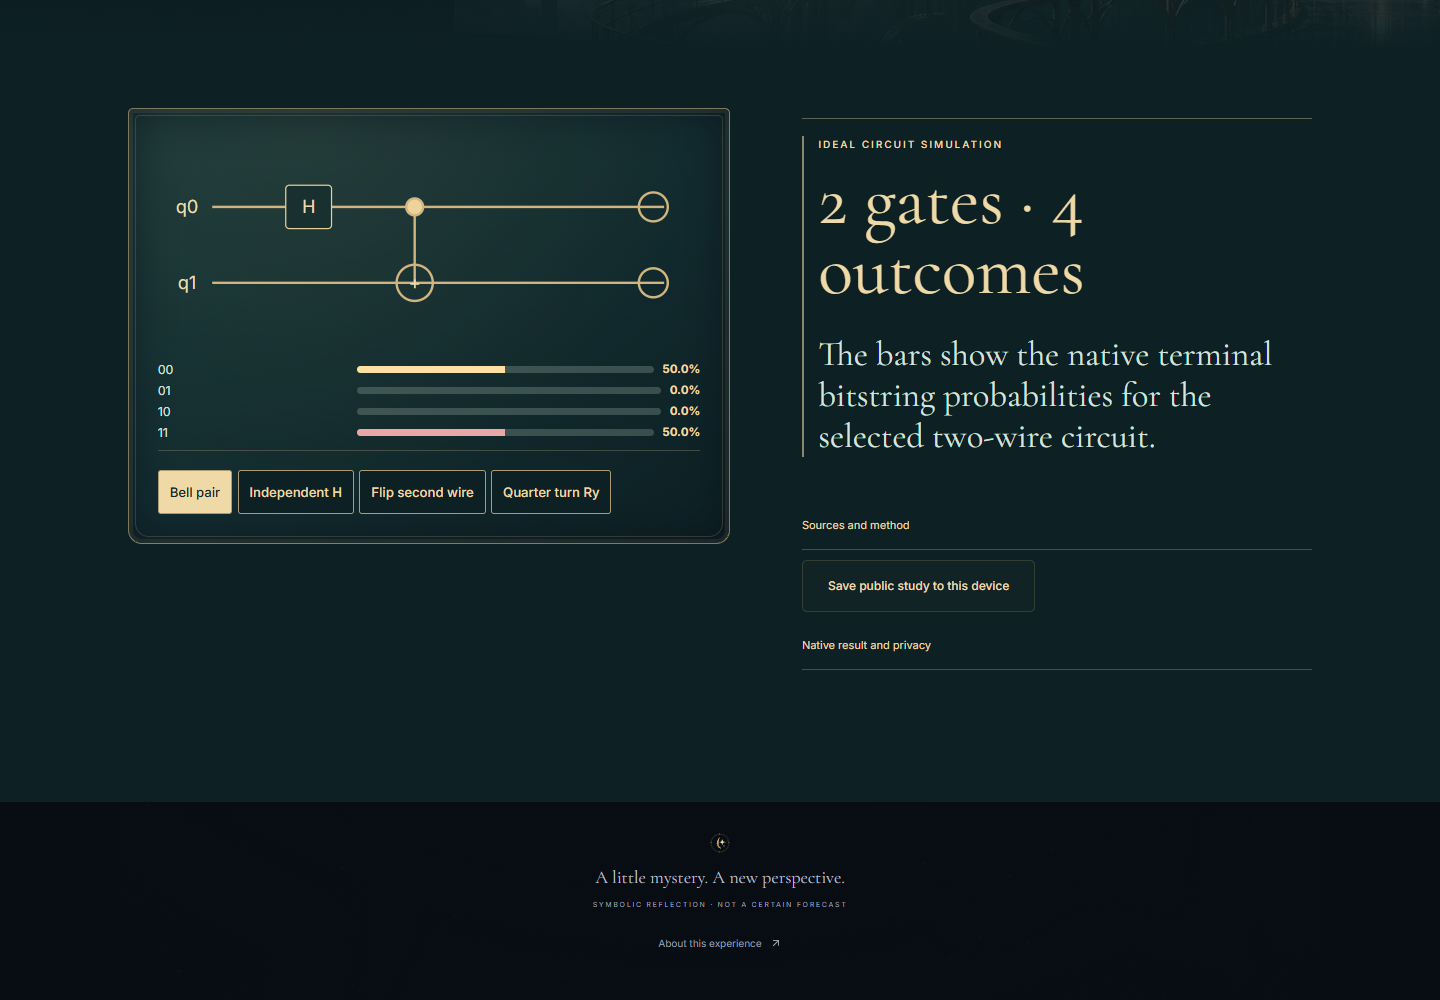 q0
H
q1
+
00 50.0%
01 0.0%
10 0.0%
11 50.0%
Bell pair Independent H Flip second wire Quarter turn Ry
IDEAL CIRCUIT SIMULATION
2 gates · 4
outcomes
The bars show the native terminal
bitstring probabilities for the
selected two-wire circuit.
Sources and method
Save public study to this device
Native result and privacy
A little mystery. A new perspective.
SYMBOLIC REFLECTION · NOT A CERTAIN FORECAST
About this experience